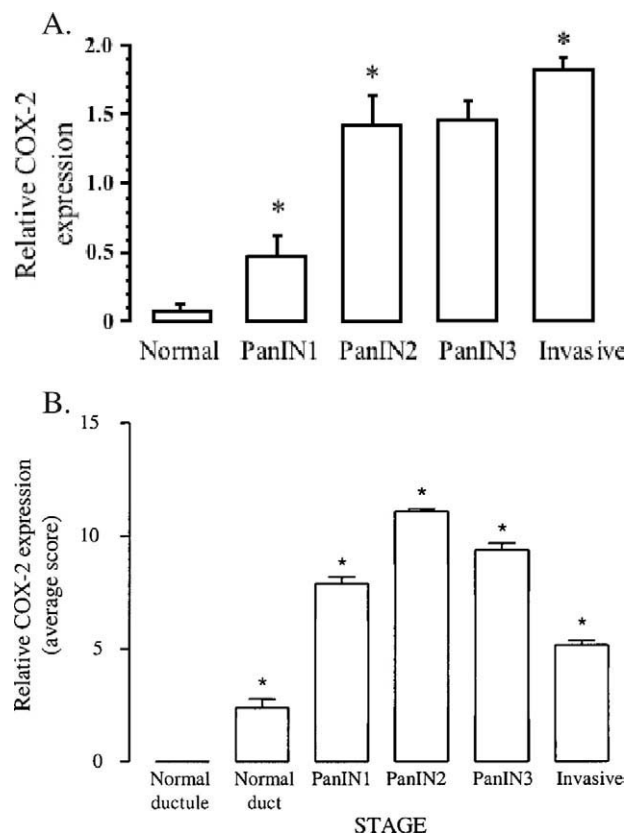 A.
Relative COX-2
expression
2.0
1.5
1.0
0.5
0
*
*
*
Normal PanIN1 PanIN2 PanIN3 Invasive
B.
Relative COX-2 expression
(average score)
15
10
5
0
*
*
*
*
*
Normal ductule Normal duct PanIN1 PanIN2 PanIN3 Invasive
STAGE